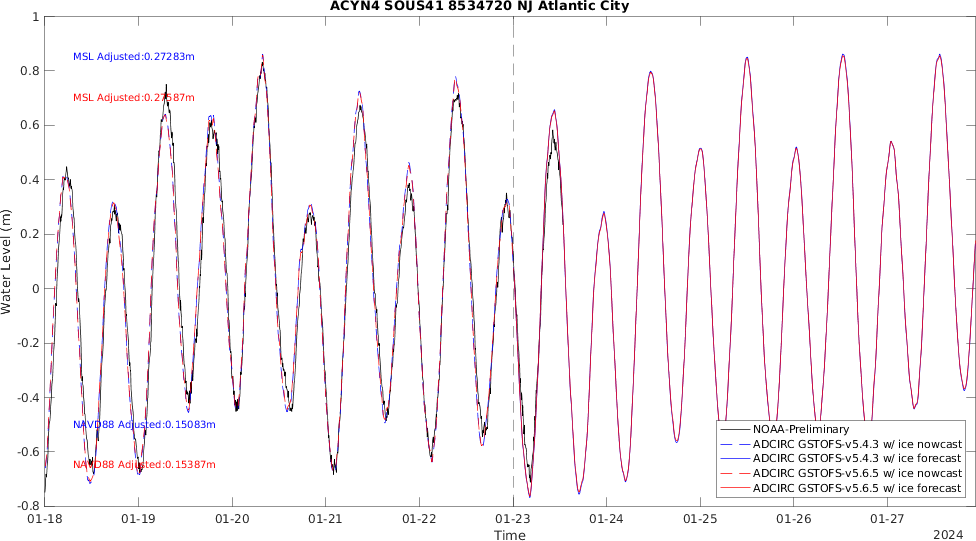 ACYN4 SOUS41 8534720 NJ Atlantic City
1
0.8
0.6
0.4
0.2
0
-0.2
-0.4
-0.6
-0.8
Water Level (m)
MSL Adjusted:0.27283m
MSL Adjusted:0.27587m
NAVD88 Adjusted:0.15083m
NAVD88 Adjusted:0.15387m
NOAA-Preliminary
ADCIRC GSTOFS-v5.4.3 w/ ice nowcast
ADCIRC GSTOFS-v5.4.3 w/ ice forecast
ADCIRC GSTOFS-v5.6.5 w/ ice nowcast
ADCIRC GSTOFS-v5.6.5 w/ ice forecast
01-18 01-19 01-20 01-21 01-22 01-23 01-24 01-25 01-26 01-27
Time
2024